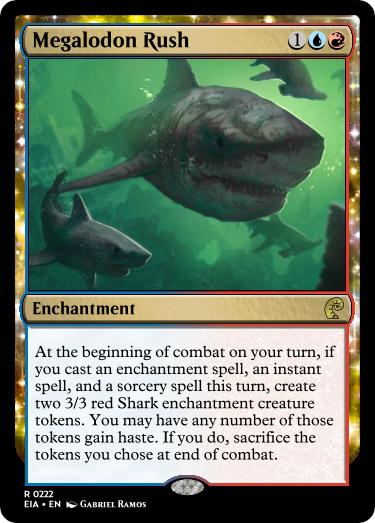 Megalodon Rush 1
Enchantment
At the beginning of combat on your turn, if
you cast an enchantment spell, an instant
spell, and a sorcery spell this turn, create
two 3/3 red Shark enchantment creature
tokens. You may have any number of those
tokens gain haste. If you do, sacrifice the
tokens you chose at end of combat.
R 0222
EIA • EN Gabriel Ramos